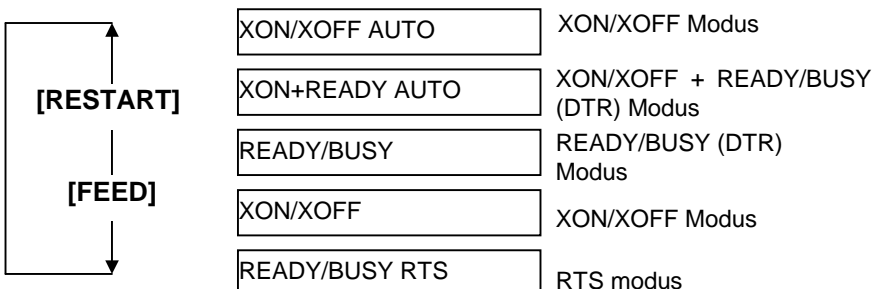 XON/XOFF AUTO XON/XOFF Modus
[RESTART]
XON+READY AUTO XON/XOFF + READY/BUSY
(DTR) Modus
READY/BUSY READY/BUSY (DTR)
Modus
[FEED]
XON/XOFF XON/XOFF Modus
READY/BUSY RTS RTS modus